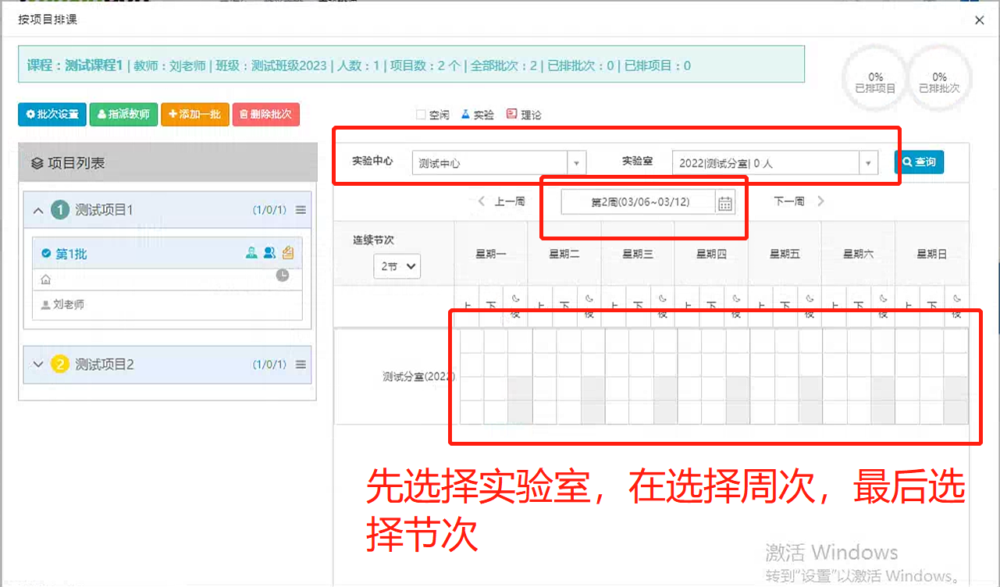 按项目排课
课程：测试课程1 | 教师：刘老师 | 班级：测试班级2023 | 人数：1 | 项目数：2 个 | 全部批次：2 | 已排批次：0 | 已排项目：0
0%
已排项目
0%
已排批次
批次设置
指派教师
添加一批
删除批次
空闲 实验 理论
项目列表
实验中心 测试中心 实验室 2022|测试分室| 0 人 查询
上一周 第2周(03/06~03/12) 下一周
1 测试项目1 (1/0/1)
第1批
刘老师
2 测试项目2 (1/0/1)
连续节次
2节
星期一 星期二 星期三 星期四 星期五 星期六 星期日
上 下 夜 上 下 夜 上 下 夜 上 下 夜 上 下 夜 上 下 夜 上 下 夜
测试分室(2022)
先选择实验室，在选择周次，最后选
择节次
激活 Windows
转到“设置”以激活 Windows。